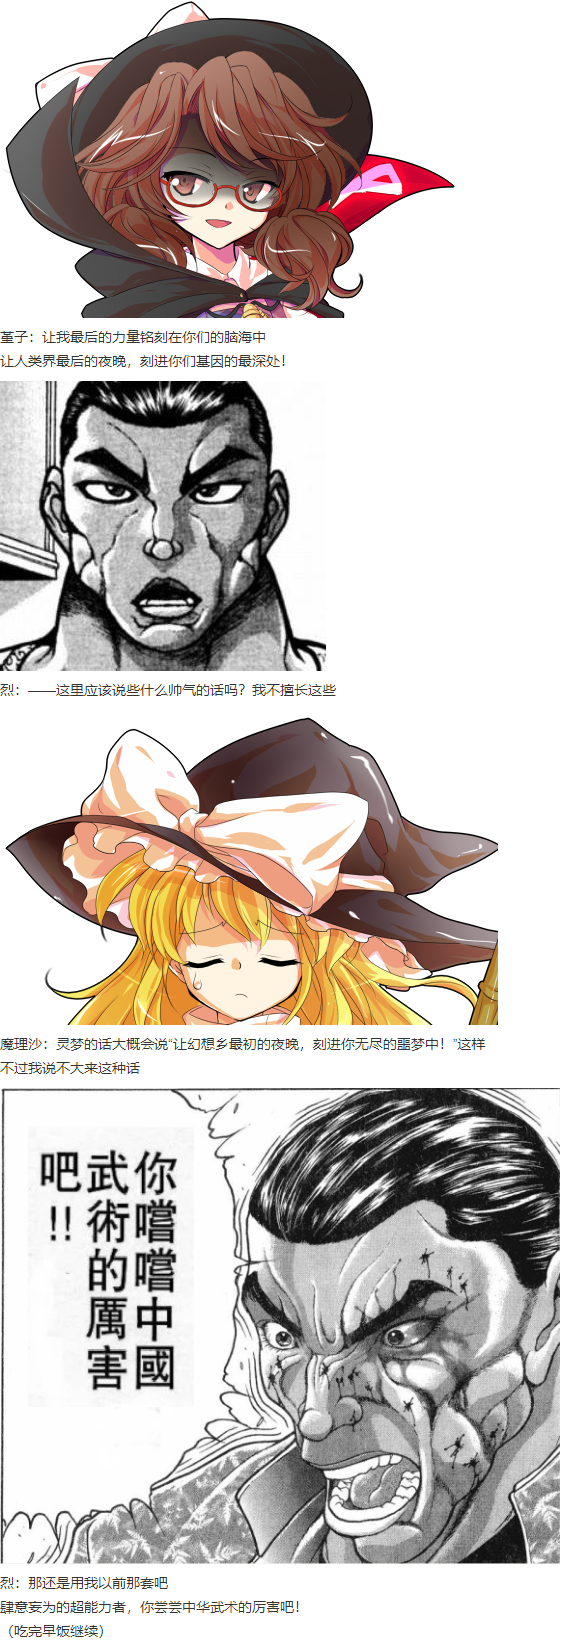 堇子：让我最后的力量铭刻在你们的脑海中
让人类界最后的夜晚，刻进你们基因的最深处！
烈：——这里应该说些什么帅气的话吗？我不擅长这些
魔理沙：灵梦的话大概会说“让幻想乡最初的夜晚，刻进你无尽的噩梦中！”这样
不过我说不大来这种话
你嚐嚐中國
武術的厲害
吧!!
烈：那还是用我以前那套吧
肆意妄为的超能力者，你尝尝中华武术的厉害吧！
（吃完早饭继续）